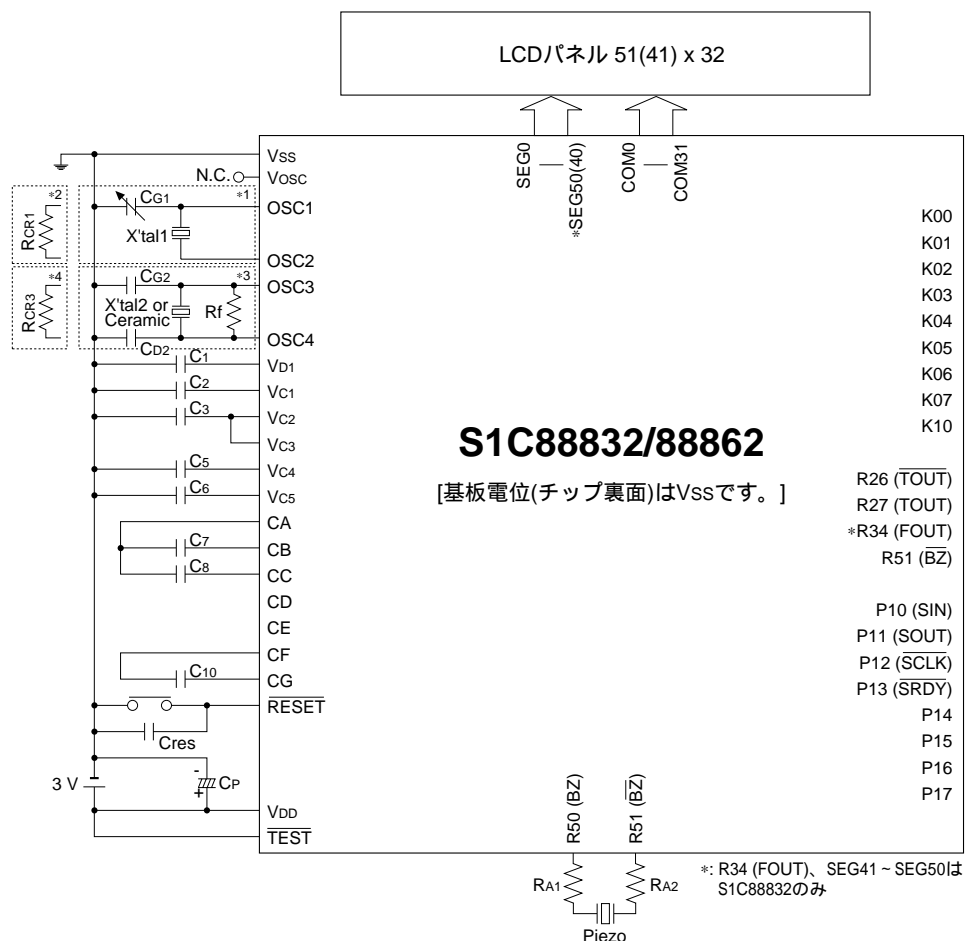 LCDパネル 51(41) x 32
SEG0
*SEG50(40)
COM0
COM31
VSS
N.C.
VOSC
*2
RCR1
CG1
*1
X'tal1
OSC1
OSC2
*4
RCR3
CG2
*3
X'tal2 or
Ceramic
Rf
CD2
OSC3
OSC4
C1
VD1
C2
VC1
C3
VC2
VC3
C5
VC4
C6
VC5
CA
C7
CB
C8
CC
CD
CE
CF
C10
CG
RESET
Cres
3 V
-
+
CP
VDD
TEST
S1C88832/88862
[基板電位(チップ裏面)はVSSです。]
K00
K01
K02
K03
K04
K05
K06
K07
K10
R26 (TOUT)
R27 (TOUT)
*R34 (FOUT)
R51 (BZ)
P10 (SIN)
P11 (SOUT)
P12 (SCLK)
P13 (SRDY)
P14
P15
P16
P17
R50 (BZ)
R51 (BZ)
RA1
RA2
Piezo
*: R34 (FOUT)、SEG41 ~ SEG50は
S1C88832のみ